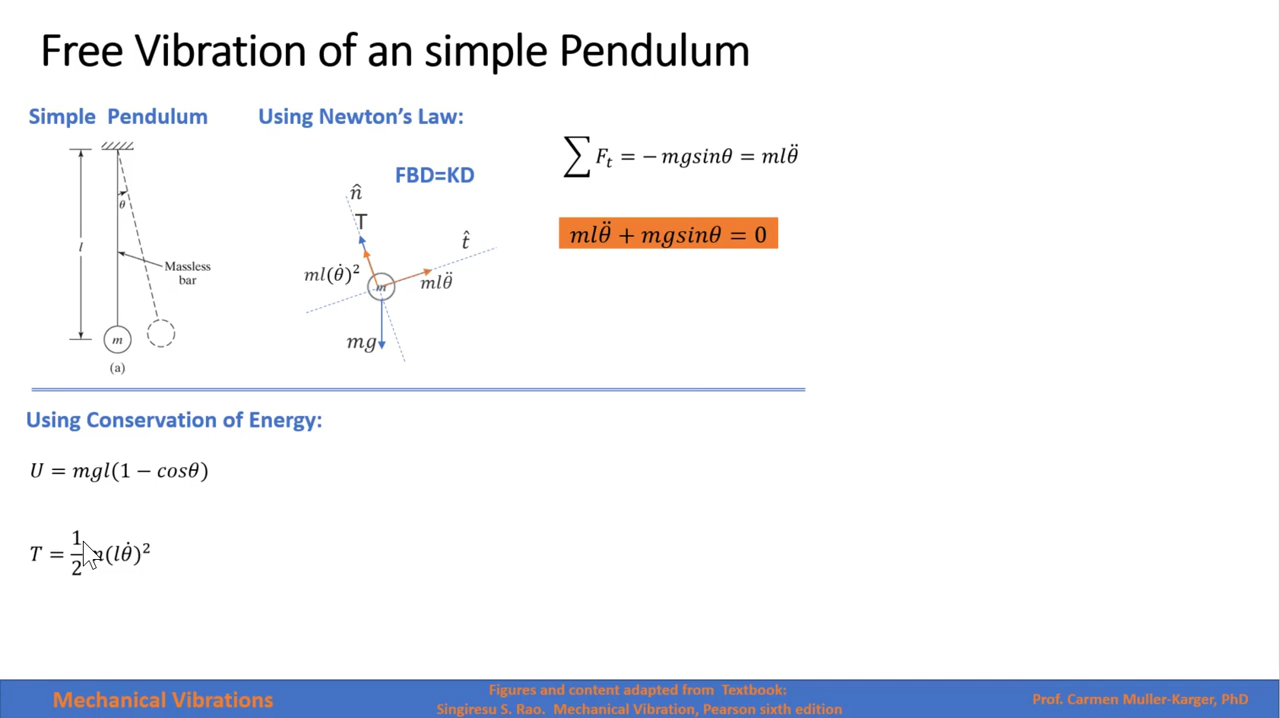 Free Vibration of an simple Pendulum
Simple Pendulum
Using Newton's Law:
θ
l
Massless
bar
m
(a)
FBD=KD
n̂
T
t̂
ml(θ̇)²
m
mlθ̈
mg
∑ Fₜ = − mgsinθ = mlθ̈
mlθ̈ + mgsinθ = 0
Using Conservation of Energy:
U = mgl(1 − cosθ)
T = 1/2 (lθ̇)²
Mechanical Vibrations
Figures and content adapted from Textbook:
Singiresu S. Rao. Mechanical Vibration, Pearson sixth edition
Prof. Carmen Muller-Karger, PhD